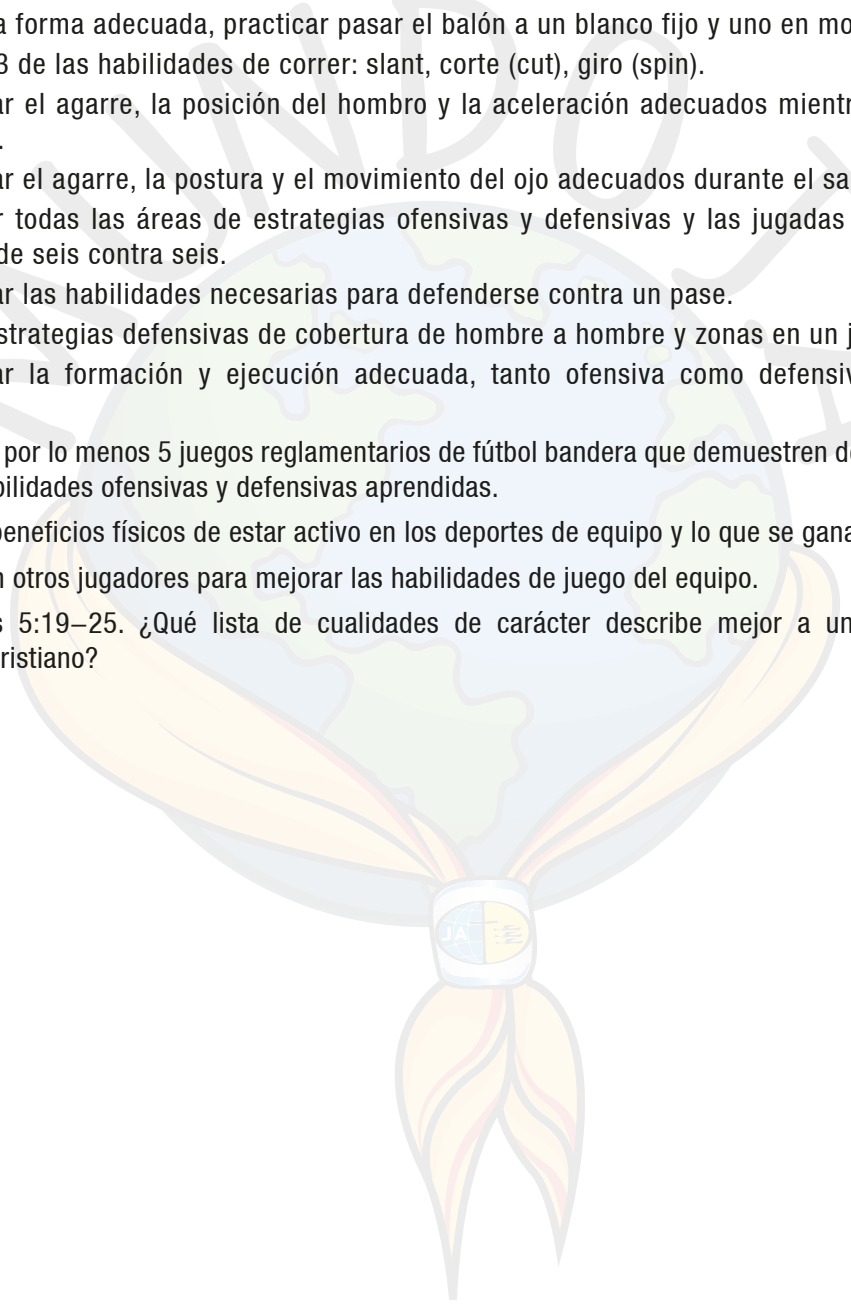 a forma adecuada, practicar pasar el balón a un blanco fijo y uno en mo
3 de las habilidades de correr: slant, corte (cut), giro (spin).
ar el agarre, la posición del hombro y la aceleración adecuados mientr
.
ar el agarre, la postura y el movimiento del ojo adecuados durante el sa
r todas las áreas de estrategias ofensivas y defensivas y las jugadas
de seis contra seis.
ar las habilidades necesarias para defenderse contra un pase.
strategias defensivas de cobertura de hombre a hombre y zonas en un j
ar la formación y ejecución adecuada, tanto ofensiva como defensiv
por lo menos 5 juegos reglamentarios de fútbol bandera que demuestren d
bilidades ofensivas y defensivas aprendidas.
beneficios físicos de estar activo en los deportes de equipo y lo que se gana
n otros jugadores para mejorar las habilidades de juego del equipo.
s 5:19–25. ¿Qué lista de cualidades de carácter describe mejor a un
ristiano?
MUNDO
JA